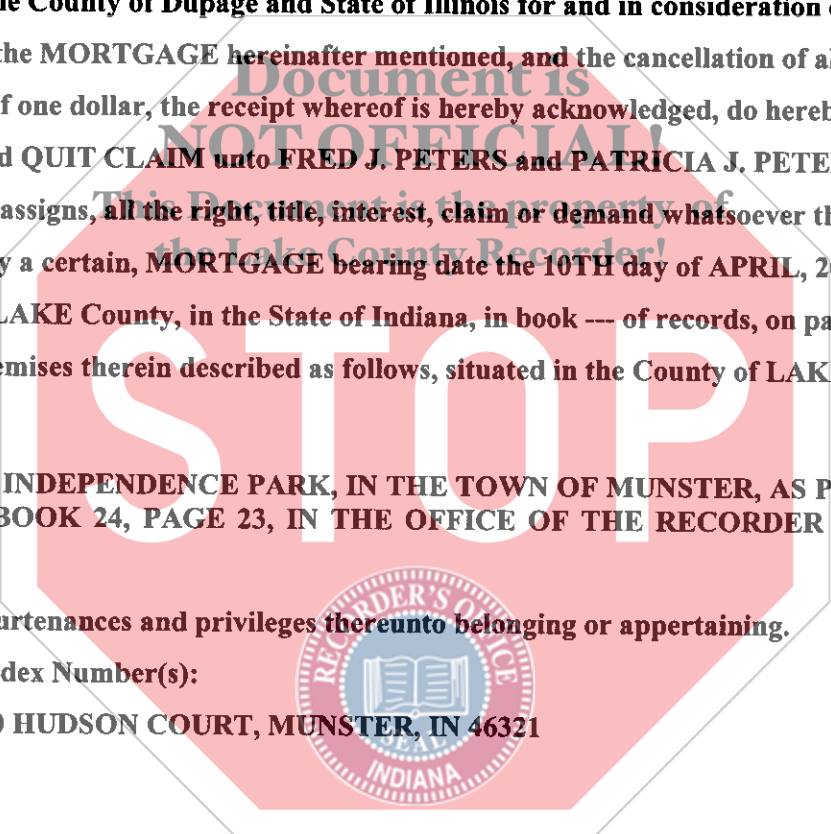 he County of Dupage and State of Illinois for and in consideration
the MORTGAGE hereinafter mentioned, and the cancellation of al
Document is
f one dollar, the receipt whereof is hereby acknowledged, do hereb
NOT OFFICIAL!
d QUIT CLAIM unto FRED J. PETERS and PATRICIA J. PETE
This Document is the property of
assigns, all the right, title, interest, claim or demand whatsoever th
the Lake County Recorder!
y a certain, MORTGAGE bearing date the 10TH day of APRIL, 2
LAKE County, in the State of Indiana, in book --- of records, on pa
emises therein described as follows, situated in the County of LAK
STOP
INDEPENDENCE PARK, IN THE TOWN OF MUNSTER, AS P
BOOK 24, PAGE 23, IN THE OFFICE OF THE RECORDER
urtenances and privileges thereunto belonging or appertaining.
dex Number(s):
HUDSON COURT, MUNSTER, IN 46321
RECORDER'S OFFICE
SEAL
INDIANA